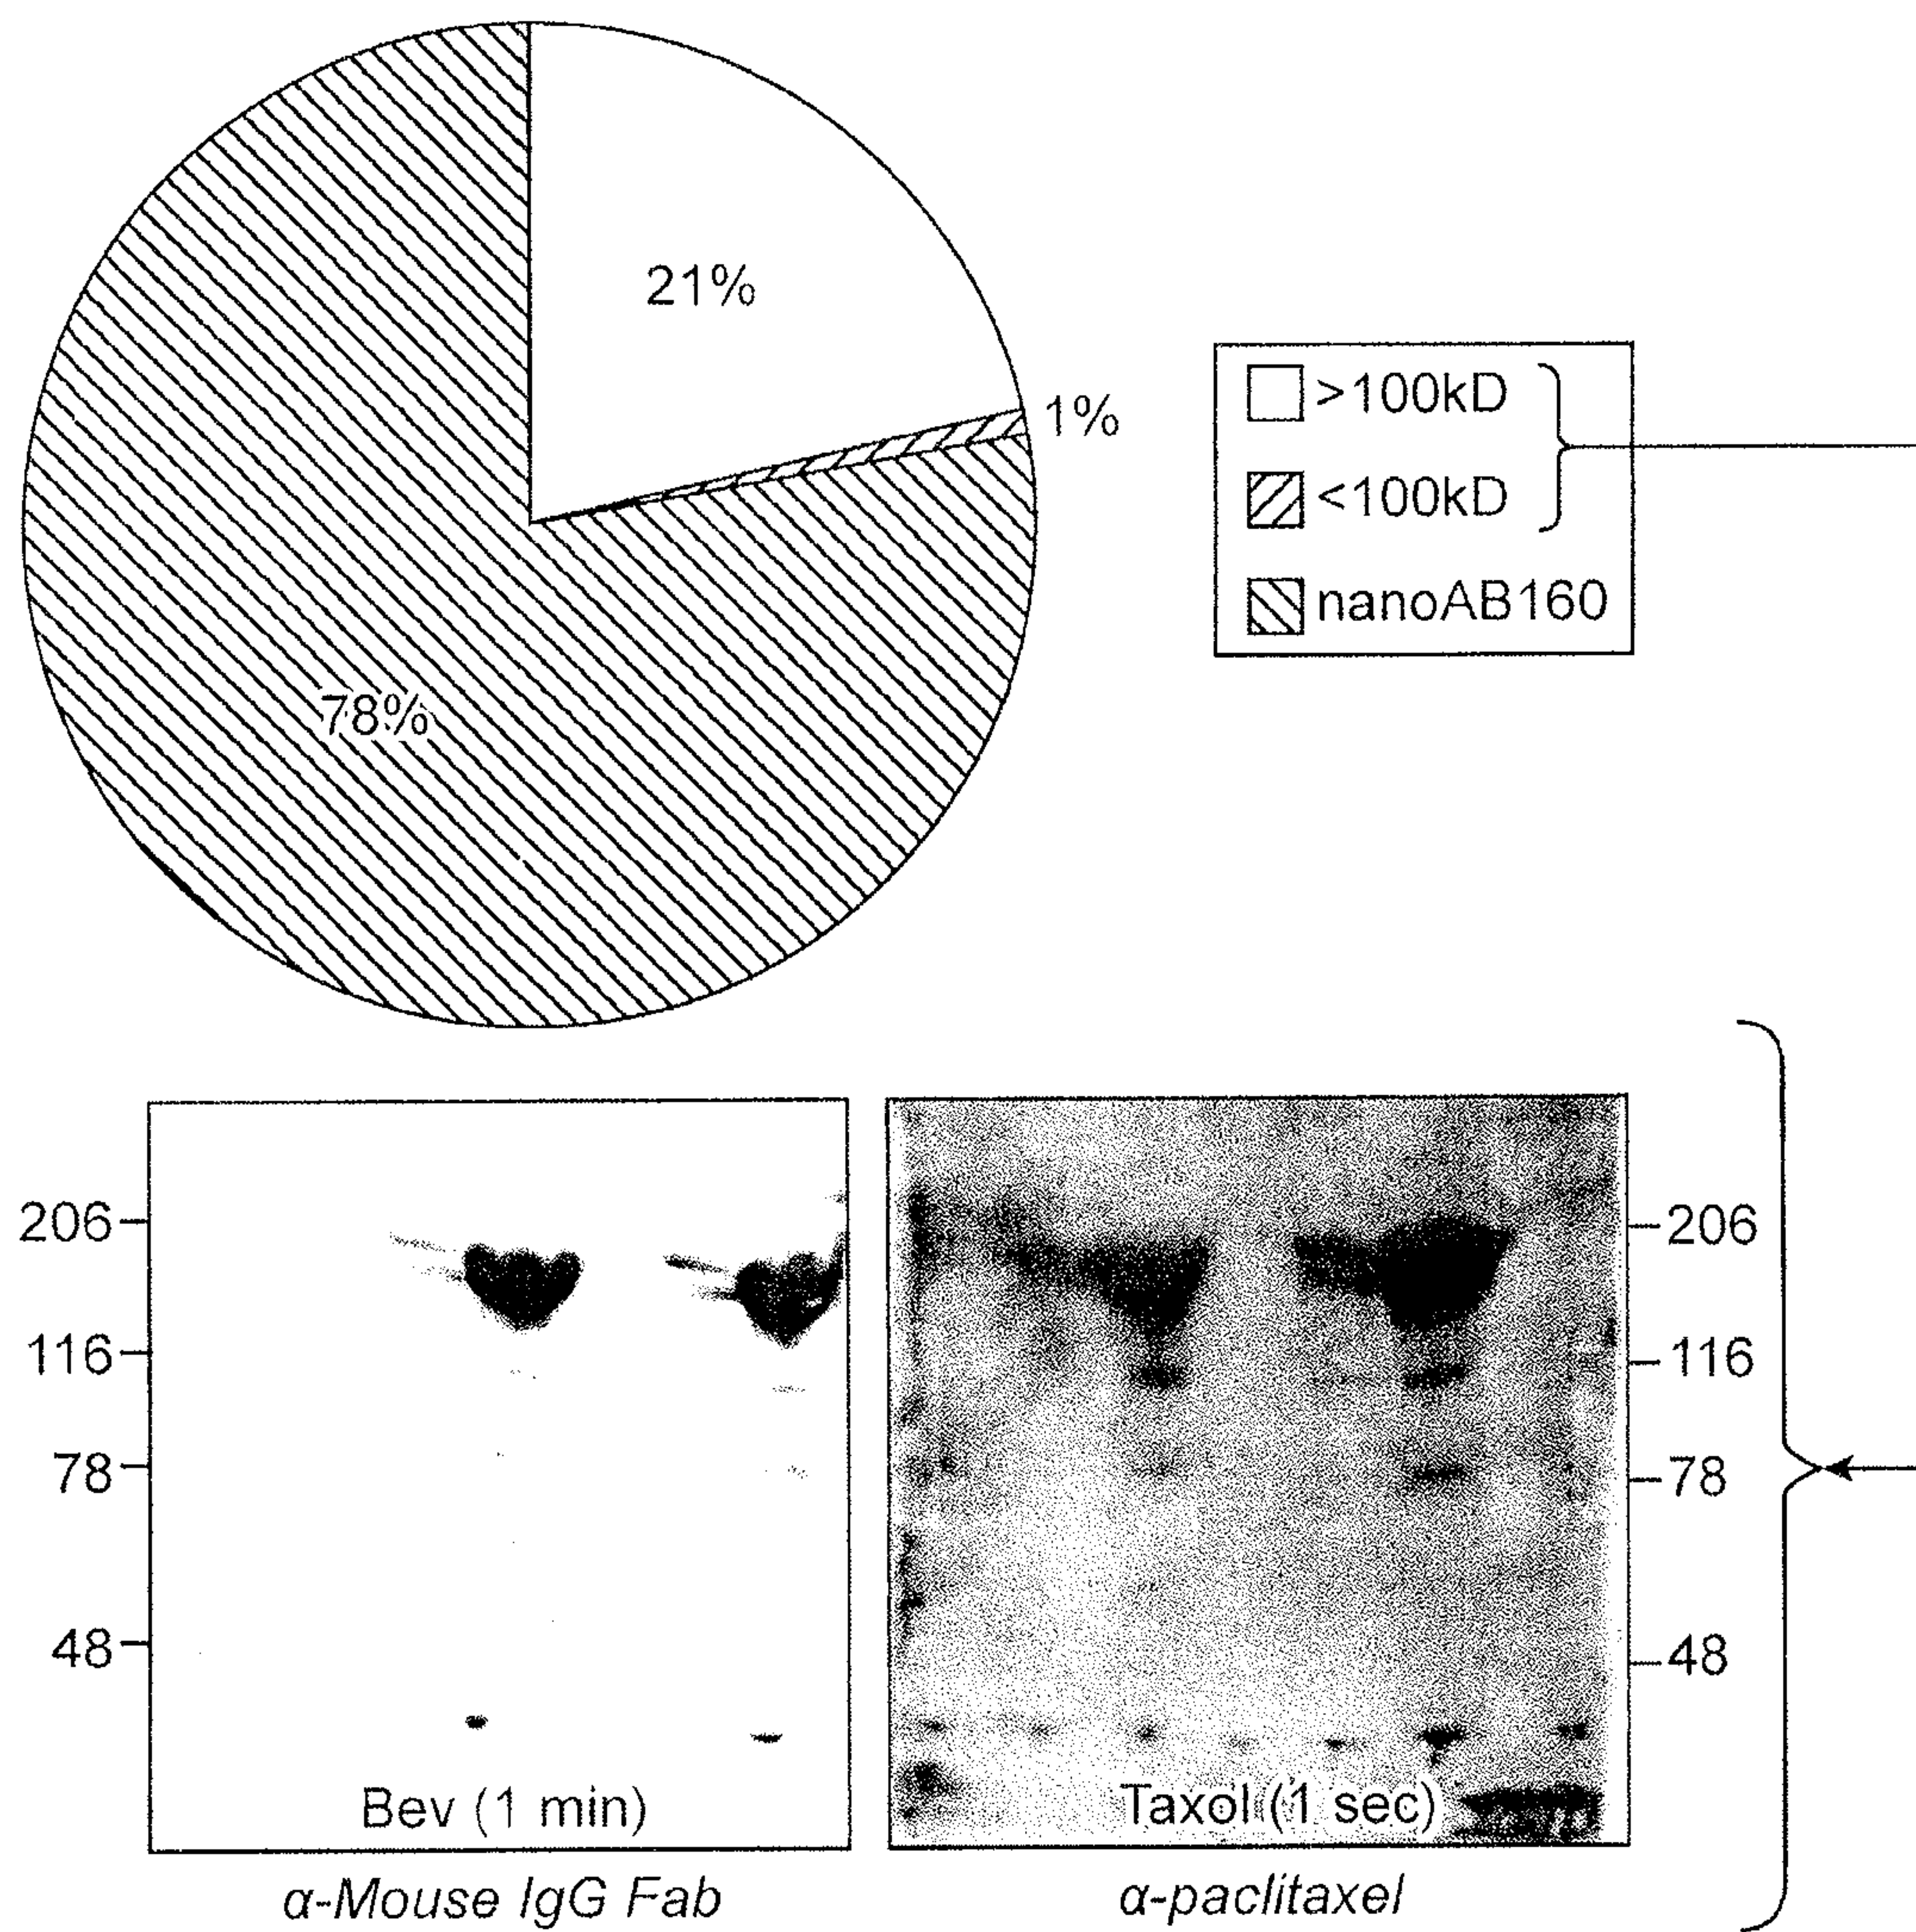 21%
1%
78%
>100kD
<100kD
nanoAB160
206
116
78
48
Bev (1 min)
α-Mouse IgG Fab
206
116
78
48
Taxol (1 sec)
α-paclitaxel